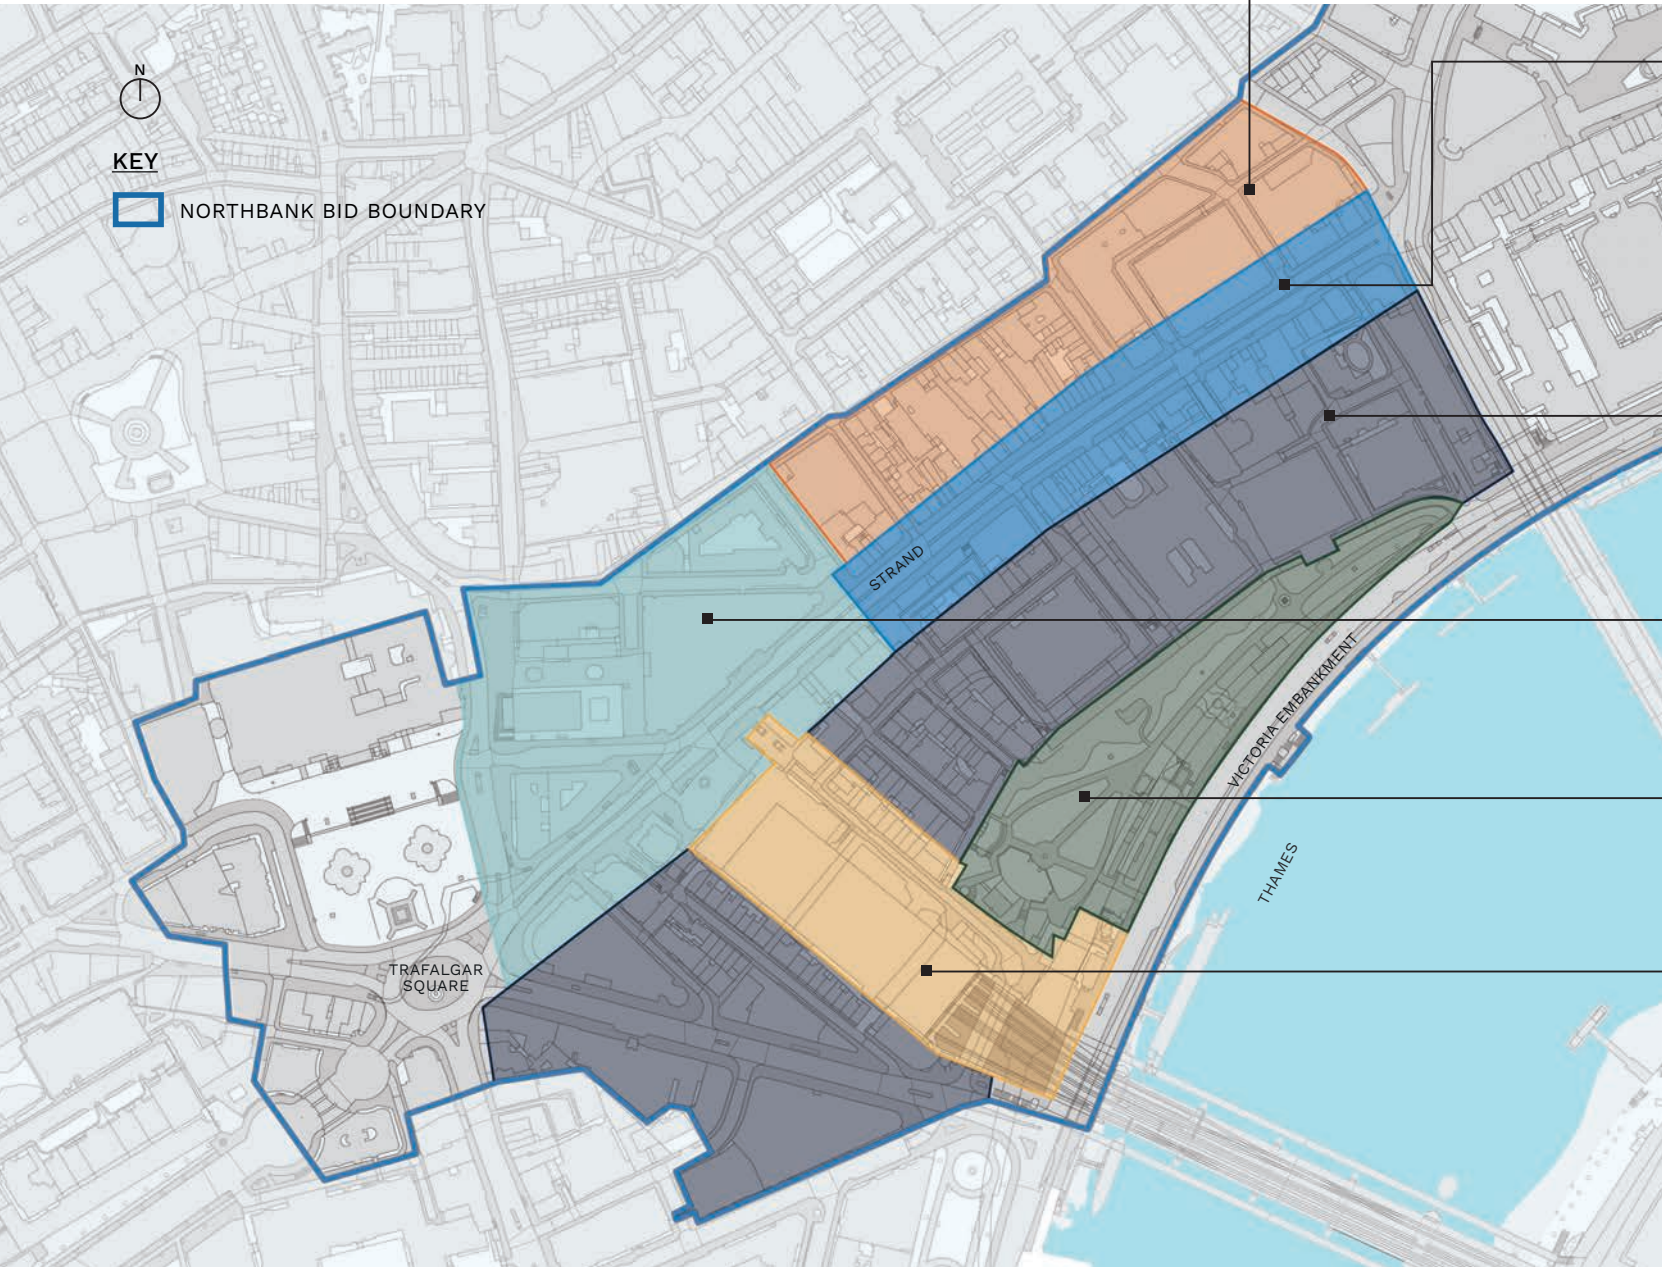 N
KEY
NORTHBANK BID BOUNDARY
STRAND
VICTORIA EMBANKMENT
THAMES
TRAFALGAR
SQUARE